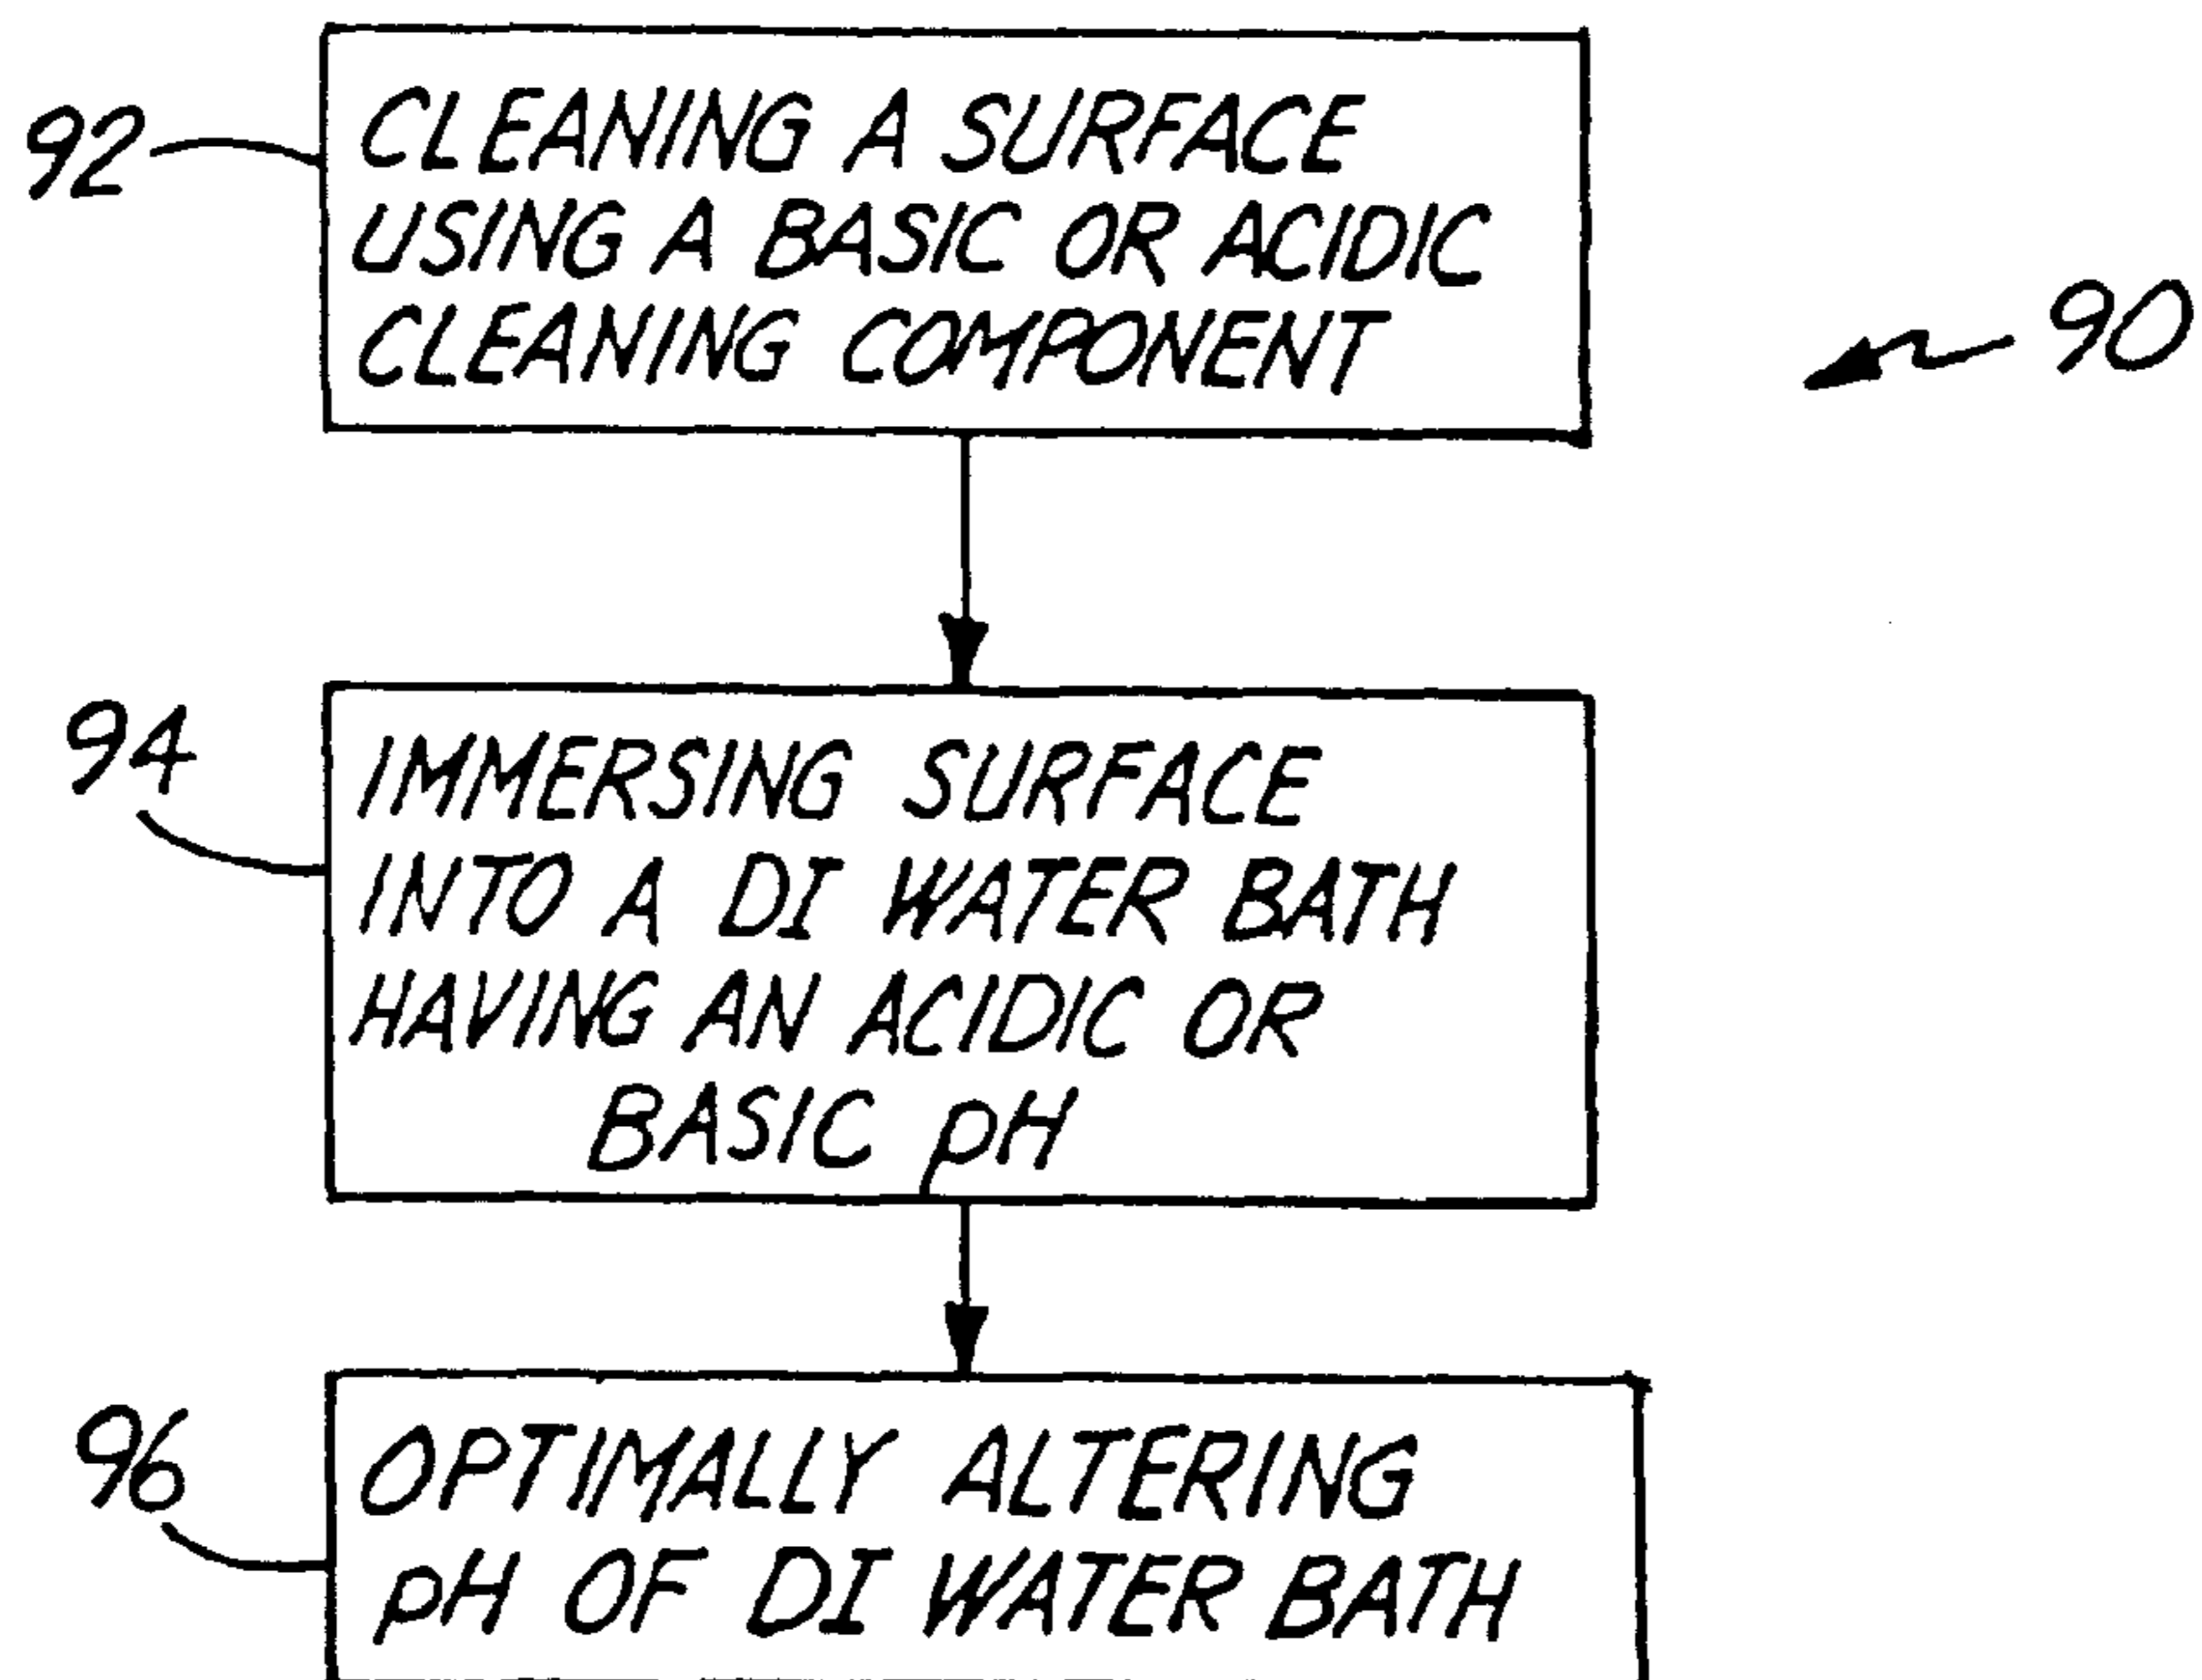 92
CLEANING A SURFACE
USING A BASIC OR ACIDIC
CLEANING COMPONENT
90
94
IMMERSING SURFACE
INTO A DI WATER BATH
HAVING AN ACIDIC OR
BASIC pH
96
OPTIMALLY ALTERING
pH OF DI WATER BATH